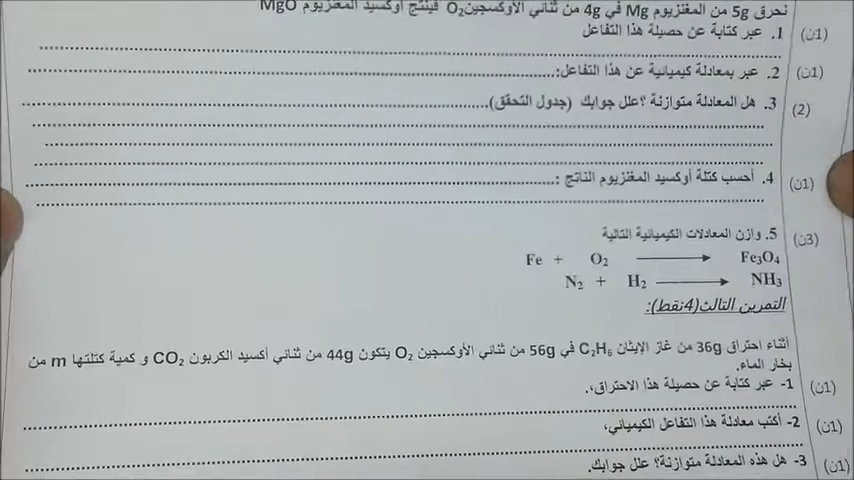 نحرق 5g من المغنزيوم Mg في 4g من ثنائي الأوكسجين O₂ فينتج أوكسيد المغنزيوم MgO
(1ن) 1. عبر كتابة عن حصيلة هذا التفاعل
(1ن) 2. عبر بمعادلة كيميائية عن هذا التفاعل:
(2) 3. هل المعادلة متوازنة ؟علل جوابك (جدول التحقق)
(1ن) 4. أحسب كتلة أوكسيد المغنزيوم الناتج :
(3ن) 5. وازن المعادلات الكيميائية التالية
Fe + O₂ ⟶ Fe₃O₄
N₂ + H₂ ⟶ NH₃
التمرين الثالث(4نقط):
أثناء احتراق 36g من غاز الإيثان C₂H₆ في 56g من ثنائي الأوكسجين O₂ يتكون 44g من ثنائي أكسيد الكربون CO₂ و كمية كتلتها m من
بخار الماء.
(1ن) 1- عبر كتابة عن حصيلة هذا الاحتراق،.
(1ن) 2- أكتب معادلة هذا التفاعل الكيميائي،
(1ن) 3- هل هذه المعادلة متوازنة؟ علل جوابك.